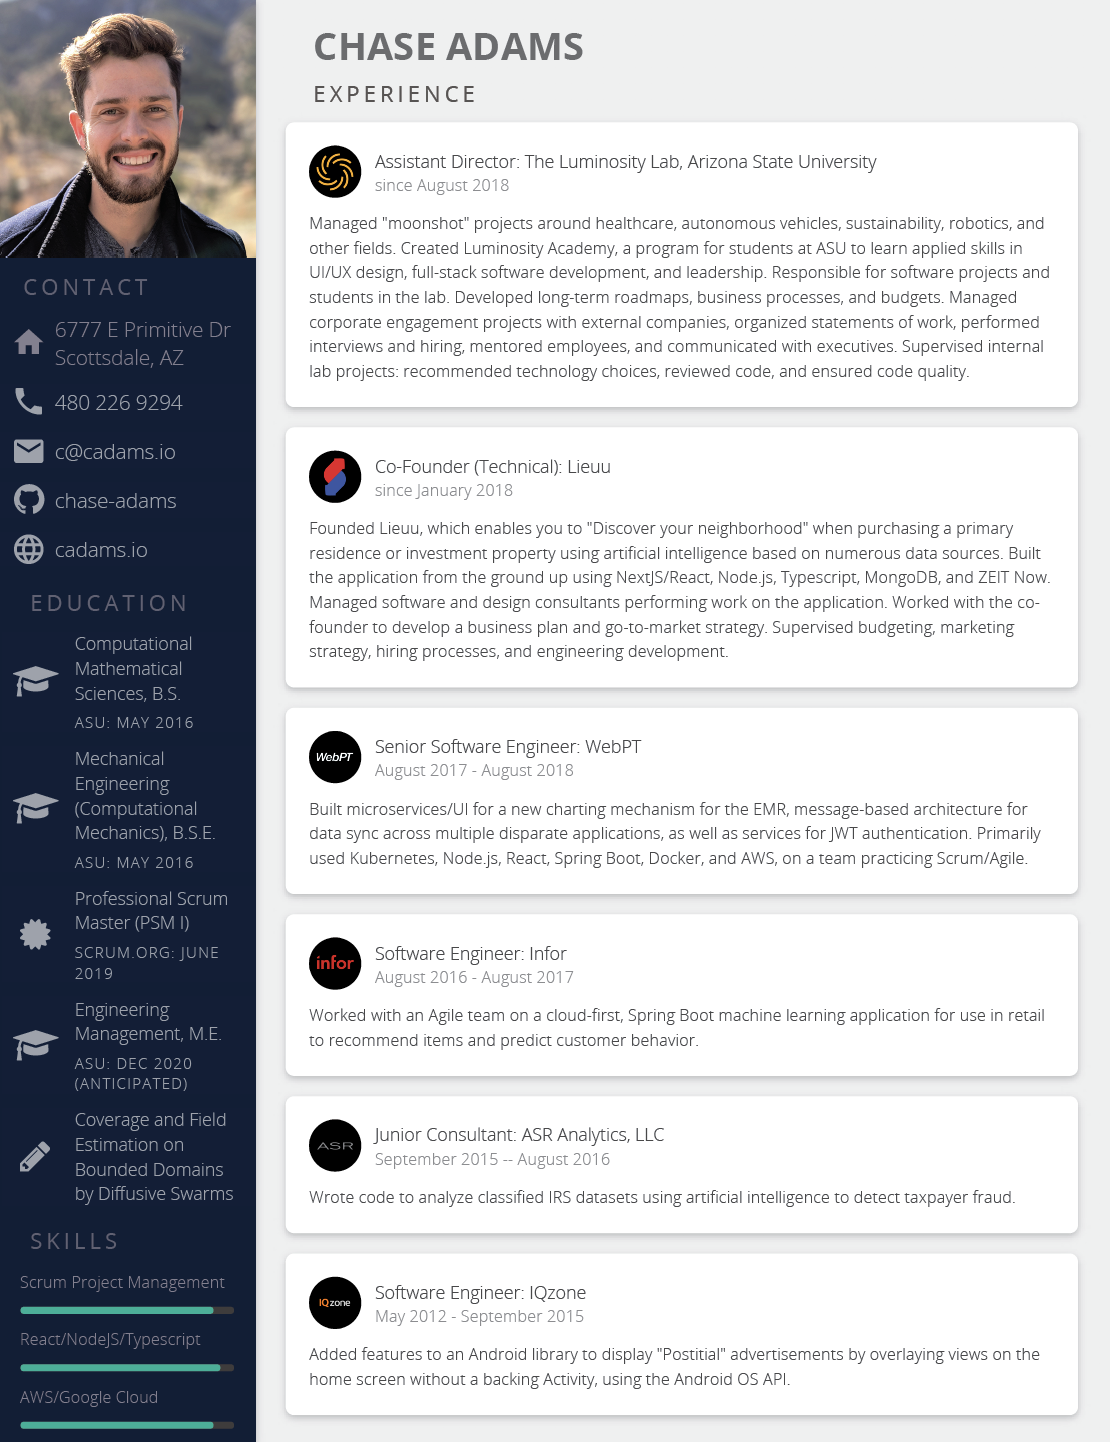 CHASE ADAMS
EXPERIENCE
Assistant Director: The Luminosity Lab, Arizona State University
since August 2018
Managed "moonshot" projects around healthcare, autonomous vehicles, sustainability, robotics, and
other fields. Created Luminosity Academy, a program for students at ASU to learn applied skills in
UI/UX design, full-stack software development, and leadership. Responsible for software projects and
students in the lab. Developed long-term roadmaps, business processes, and budgets. Managed
corporate engagement projects with external companies, organized statements of work, performed
interviews and hiring, mentored employees, and communicated with executives. Supervised internal
lab projects: recommended technology choices, reviewed code, and ensured code quality.
Co-Founder (Technical): Lieuu
since January 2018
Founded Lieuu, which enables you to "Discover your neighborhood" when purchasing a primary
residence or investment property using artificial intelligence based on numerous data sources. Built
the application from the ground up using NextJS/React, Node.js, Typescript, MongoDB, and ZEIT Now.
Managed software and design consultants performing work on the application. Worked with the co-
founder to develop a business plan and go-to-market strategy. Supervised budgeting, marketing
strategy, hiring processes, and engineering development.
WebPT
Senior Software Engineer: WebPT
August 2017 - August 2018
Built microservices/UI for a new charting mechanism for the EMR, message-based architecture for
data sync across multiple disparate applications, as well as services for JWT authentication. Primarily
used Kubernetes, Node.js, React, Spring Boot, Docker, and AWS, on a team practicing Scrum/Agile.
infor
Software Engineer: Infor
August 2016 - August 2017
Worked with an Agile team on a cloud-first, Spring Boot machine learning application for use in retail
to recommend items and predict customer behavior.
ASR
Junior Consultant: ASR Analytics, LLC
September 2015 -- August 2016
Wrote code to analyze classified IRS datasets using artificial intelligence to detect taxpayer fraud.
IQzone
Software Engineer: IQzone
May 2012 - September 2015
Added features to an Android library to display "Postitial" advertisements by overlaying views on the
home screen without a backing Activity, using the Android OS API.
CONTACT
6777 E Primitive Dr
Scottsdale, AZ
480 226 9294
c@cadams.io
chase-adams
cadams.io
EDUCATION
Computational
Mathematical
Sciences, B.S.
ASU: MAY 2016
Mechanical
Engineering
(Computational
Mechanics), B.S.E.
ASU: MAY 2016
Professional Scrum
Master (PSM I)
SCRUM.ORG: JUNE
2019
Engineering
Management, M.E.
ASU: DEC 2020
(ANTICIPATED)
Coverage and Field
Estimation on
Bounded Domains
by Diffusive Swarms
SKILLS
Scrum Project Management
React/NodeJS/Typescript
AWS/Google Cloud